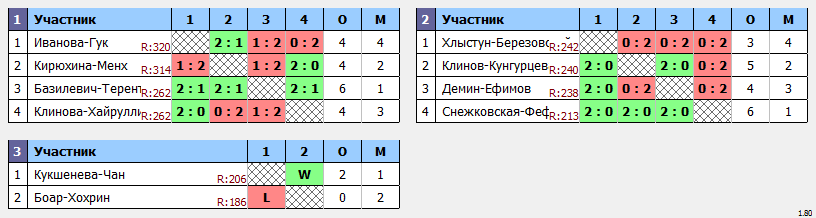 1 Участник 1 2 3 4 О М
1 Иванова-Гук R:320 2 : 1 1 : 2 0 : 2 4 4
2 Кирюхина-Менх R:314 1 : 2 1 : 2 2 : 0 4 2
3 Базилевич-Терент R:262 2 : 1 2 : 1 2 : 1 6 1
4 Клинова-Хайрулли R:262 2 : 0 0 : 2 1 : 2 4 3
2 Участник 1 2 3 4 О М
1 Хлыстун-Березовс R:242 0 : 2 0 : 2 0 : 2 3 4
2 Клинов-Кунгурцев R:240 2 : 0 2 : 0 0 : 2 5 2
3 Демин-Ефимов R:238 2 : 0 0 : 2 0 : 2 4 3
4 Снежковская-Феф R:213 2 : 0 2 : 0 2 : 0 6 1
3 Участник 1 2 О М
1 Кукшенева-Чан R:206 W 2 1
2 Боар-Хохрин R:186 L 0 2
1.80